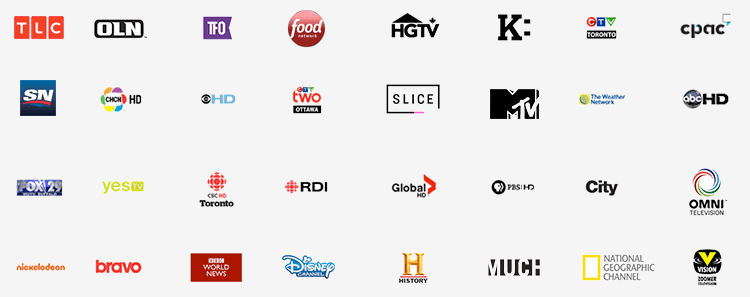 TLC
OLN
TFO
food
network
HGTV
K:
CTV
TORONTO
cpac
SN
CHCH HD
HD
CTV
two
OTTAWA
SLICE
MTV
The Weather
Network
abc HD
FOX 29
yes TV
CBC HD
Toronto
RDI
Global
HD
PBS HD
City
OMNI
TELEVISION
nickelodeon
bravo
BBC
WORLD
NEWS
Disney
CHANNEL
H
HISTORY
MUCH
NATIONAL
GEOGRAPHIC
CHANNEL
V
VISION
ZOOMER
TELEVISION